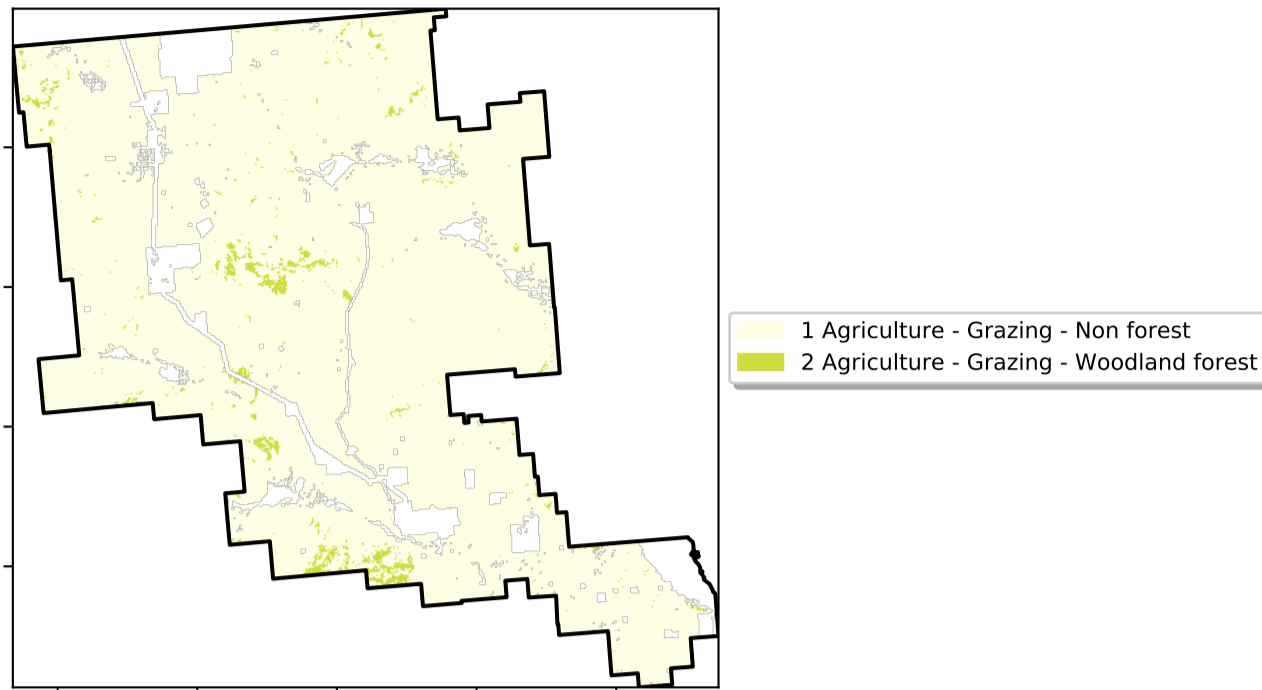 1 Agriculture - Grazing - Non forest
2 Agriculture - Grazing - Woodland forest